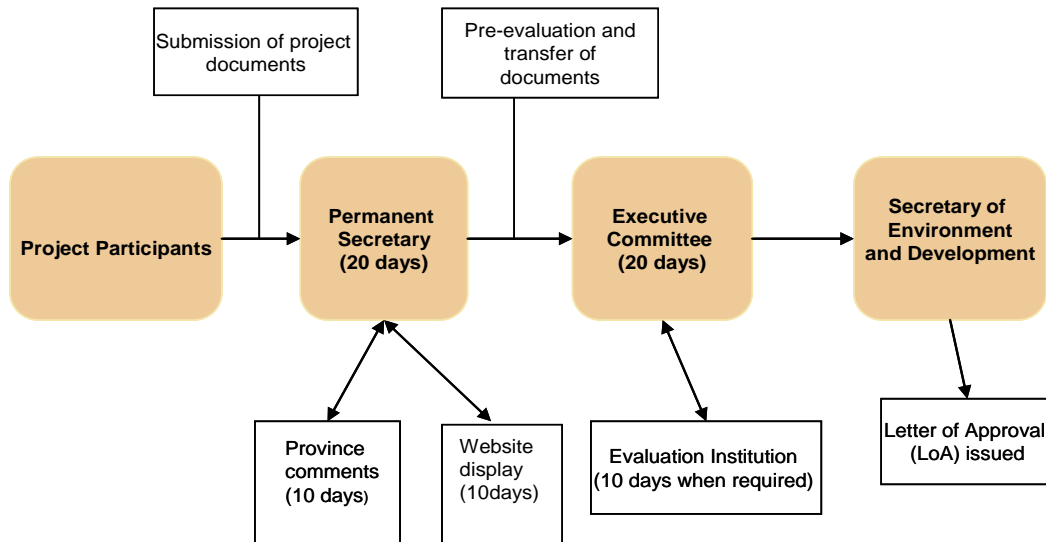 Submission of project
documents
Pre-evaluation and
transfer of
documents
Project Participants
Permanent
Secretary
(20 days)
Executive
Committee
(20 days)
Secretary of
Environment
and Development
Province
comments
(10 days)
Website
display
(10days)
Evaluation Institution
(10 days when required)
Letter of Approval
(LoA) issued